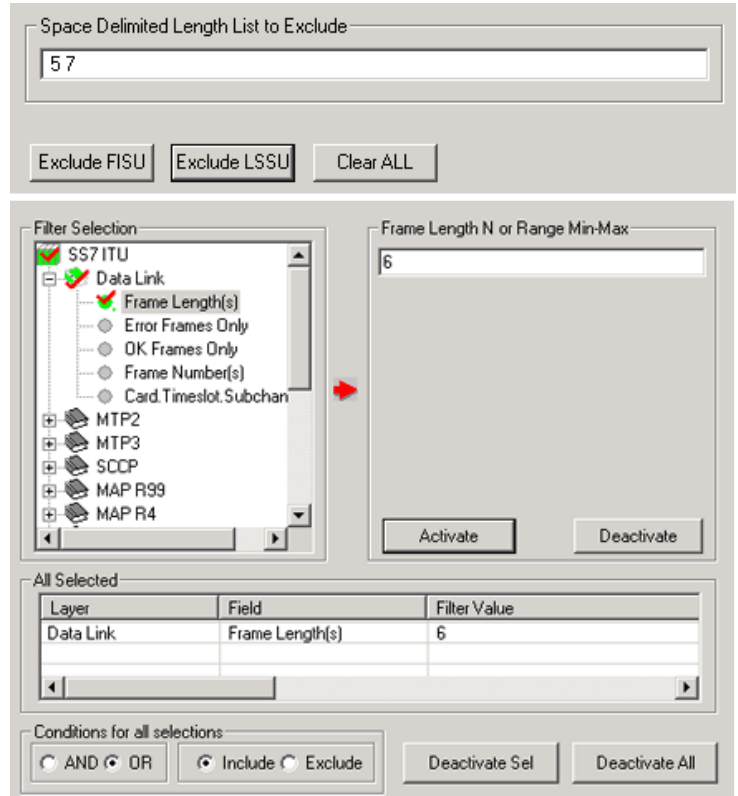 Space Delimited Length List to Exclude
5 7
Exclude FISU Exclude LSSU Clear ALL
Filter Selection
SS7 ITU
Data Link
Frame Length(s)
Error Frames Only
OK Frames Only
Frame Number(s)
Card.Timeslot.Subchan
MTP2
MTP3
SCCP
MAP R99
MAP R4
Frame Length N or Range Min-Max
6
Activate Deactivate
All Selected
Layer Field Filter Value
Data Link Frame Length(s) 6
Conditions for all selections
AND OR Include Exclude
Deactivate Sel Deactivate All